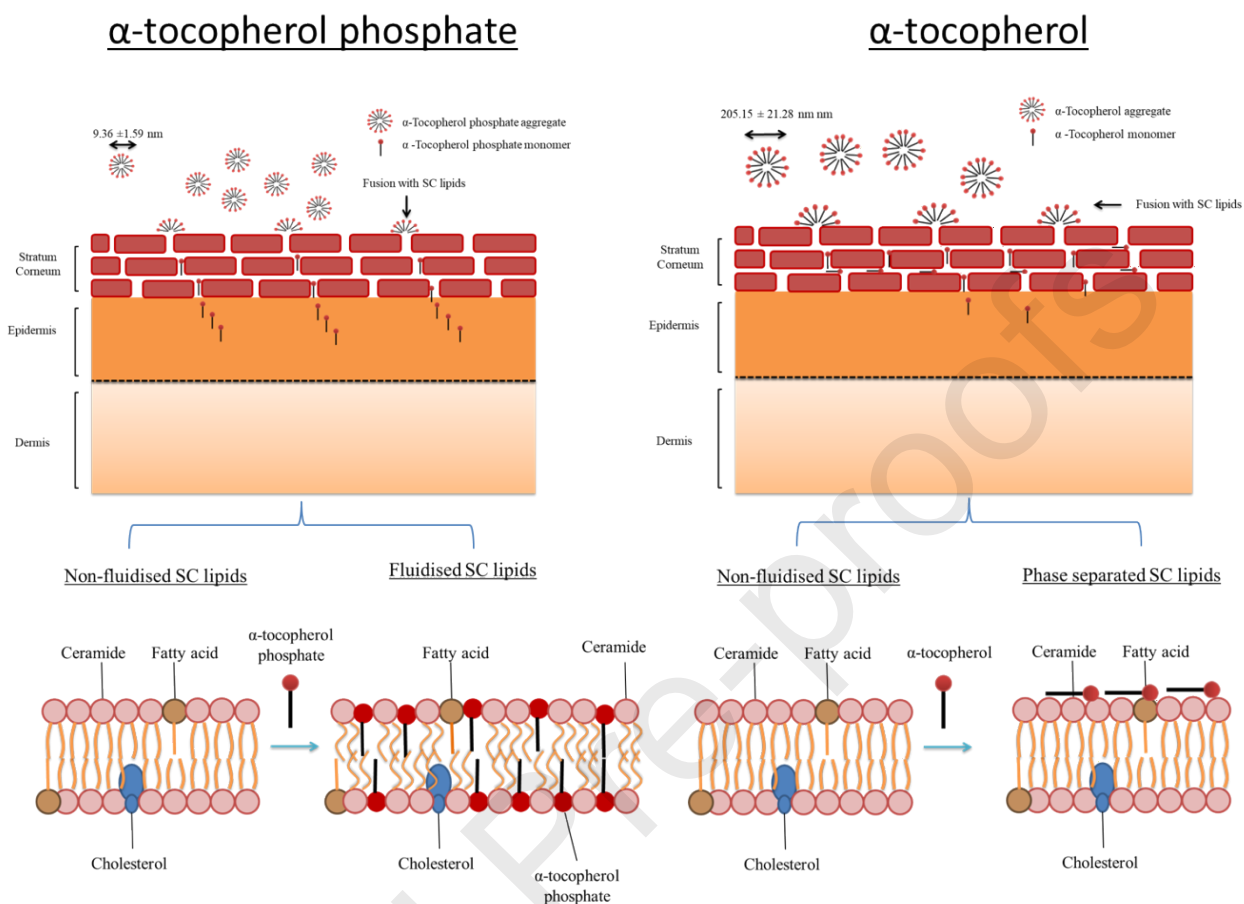 α-tocopherol phosphate
9.36 ±1.59 nm
α-Tocopherol phosphate aggregate
α -Tocopherol phosphate monomer
Fusion with SC lipids
Stratum
Corneum
Epidermis
Dermis
Non-fluidised SC lipids
Fluidised SC lipids
Ceramide
Fatty acid
α-tocopherol
phosphate
Fatty acid
Ceramide
Cholesterol
Cholesterol
α-tocopherol
phosphate
α-tocopherol
205.15 ± 21.28 nm nm
α-Tocopherol aggregate
α -Tocopherol monomer
Fusion with SC lipids
Stratum
Corneum
Epidermis
Dermis
Non-fluidised SC lipids
Phase separated SC lipids
Ceramide
Fatty acid
α-tocopherol
Ceramide
Fatty acid
Cholesterol
Cholesterol
Pre-proofs